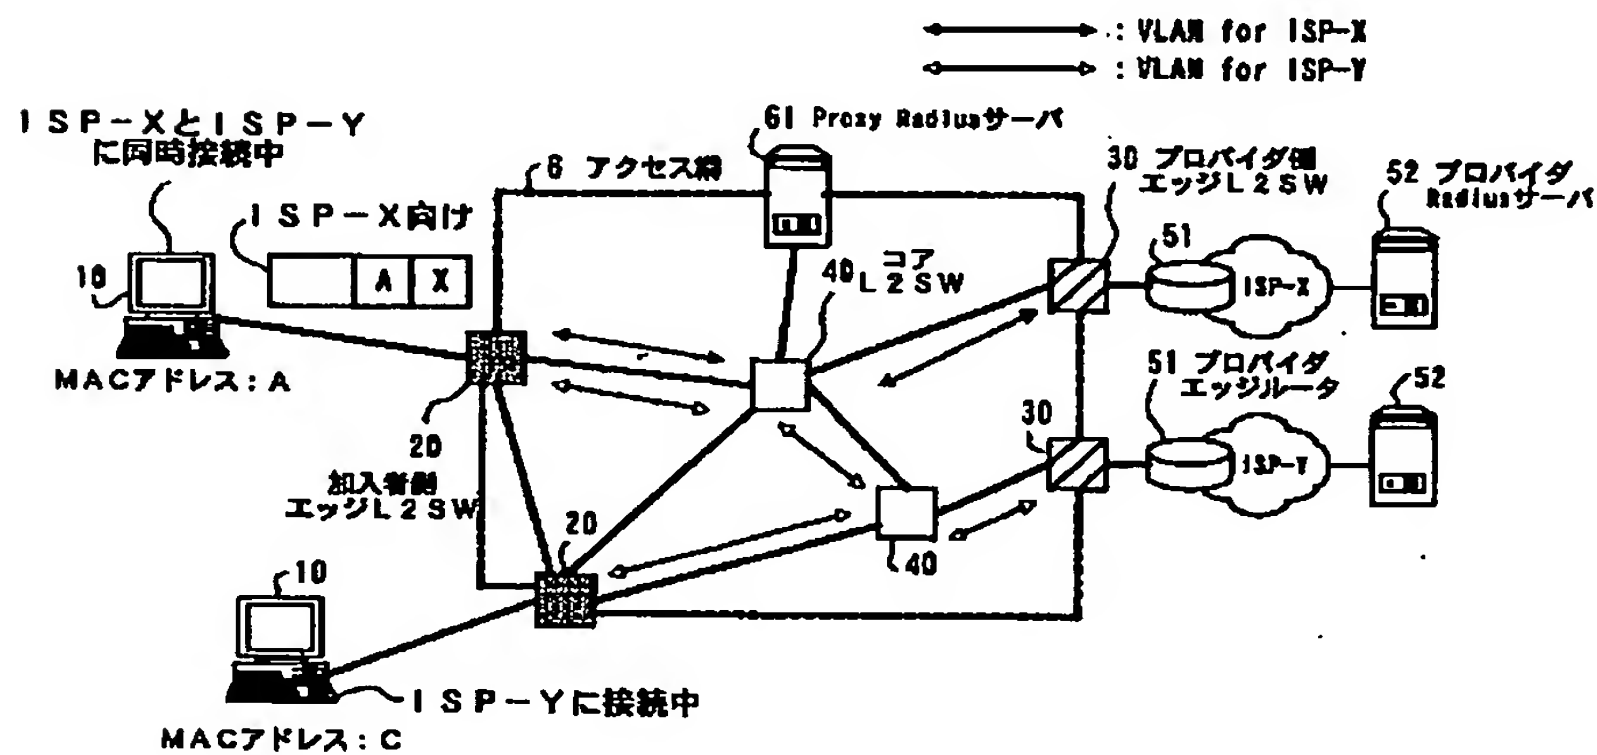 : VLAN for ISP-X
: VLAN for ISP-Y
ISP-XとISP-Y
に同時接続中
ISP-X向け
A
X
10
MACアドレス:A
6 アクセス網
61 Proxy Radiusサーバ
30 プロバイダ側
エッジL2SW
52 プロバイダ
Radiusサーバ
51
ISP-X
40 コア
L2SW
20
加入者側
エッジL2SW
51 プロバイダ
エッジルータ
52
30
ISP-Y
20
40
10
ISP-Yに接続中
MACアドレス:C